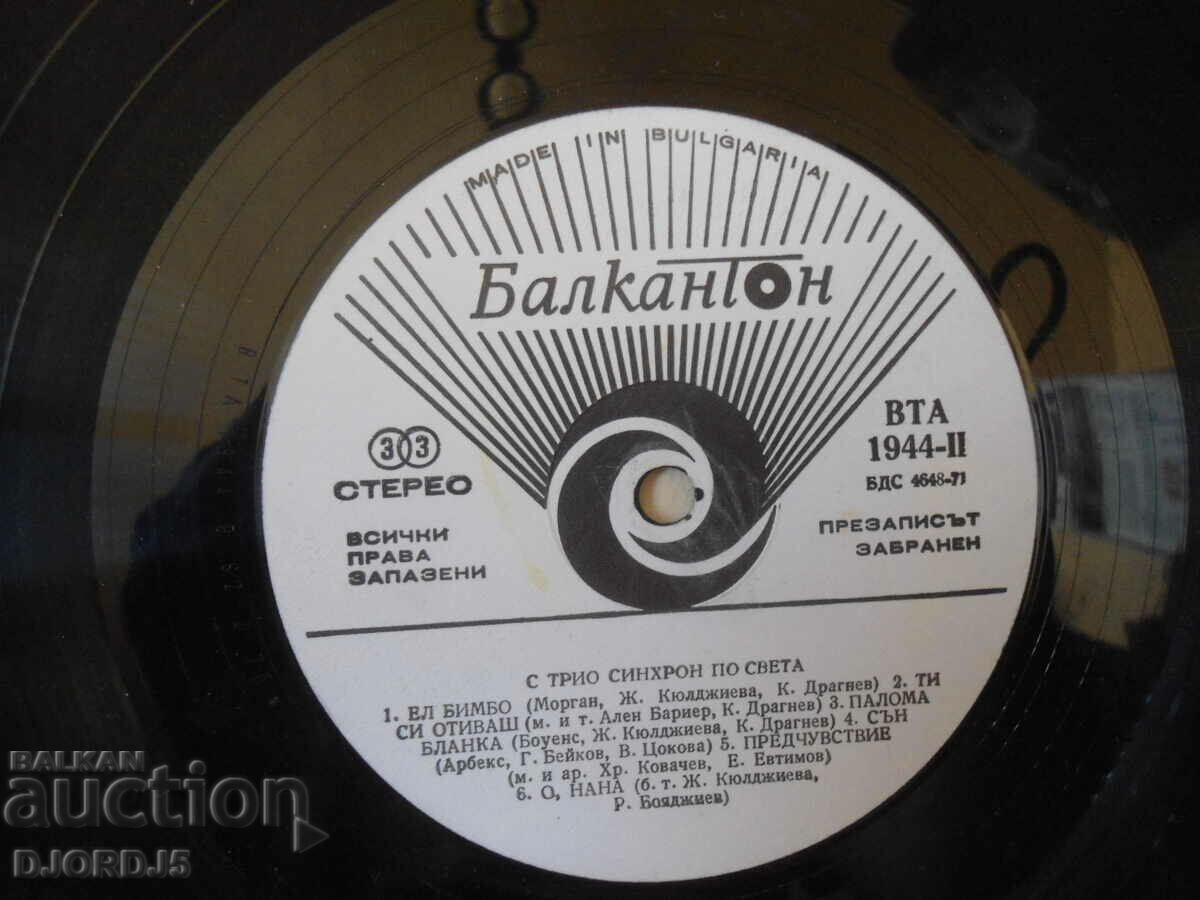 MADE IN BULGARIA
БалканТон
33
СТЕРЕО
ВСИЧКИ
ПРАВА
ЗАПАЗЕНИ
ВТА
1944-II
БДС 4648-71
ПРЕЗАПИСЪТ
ЗАБРАНЕН
С ТРИО СИНХРОН ПО СВЕТА
1. ЕЛ БИМБО (Морган, Ж. Кюлджиева, К. Драгнев) 2. ТИ
СИ ОТИВАШ (м. и т. Ален Бариер, К. Драгнев) 3. ПАЛОМА
БЛАНКА (Боуенс, Ж. Кюлджиева, К. Драгнев) 4. СЪН
(Арбекс, Г. Бейков, В. Цокова) 5. ПРЕДЧУВСТВИЕ
(м. и ар. Хр. Ковачев, Е. Евтимов)
6. О, НАНА (б. т. Ж. Кюлджиева,
Р. Бояджиев)
BALKAN
auction
DJORDJ5